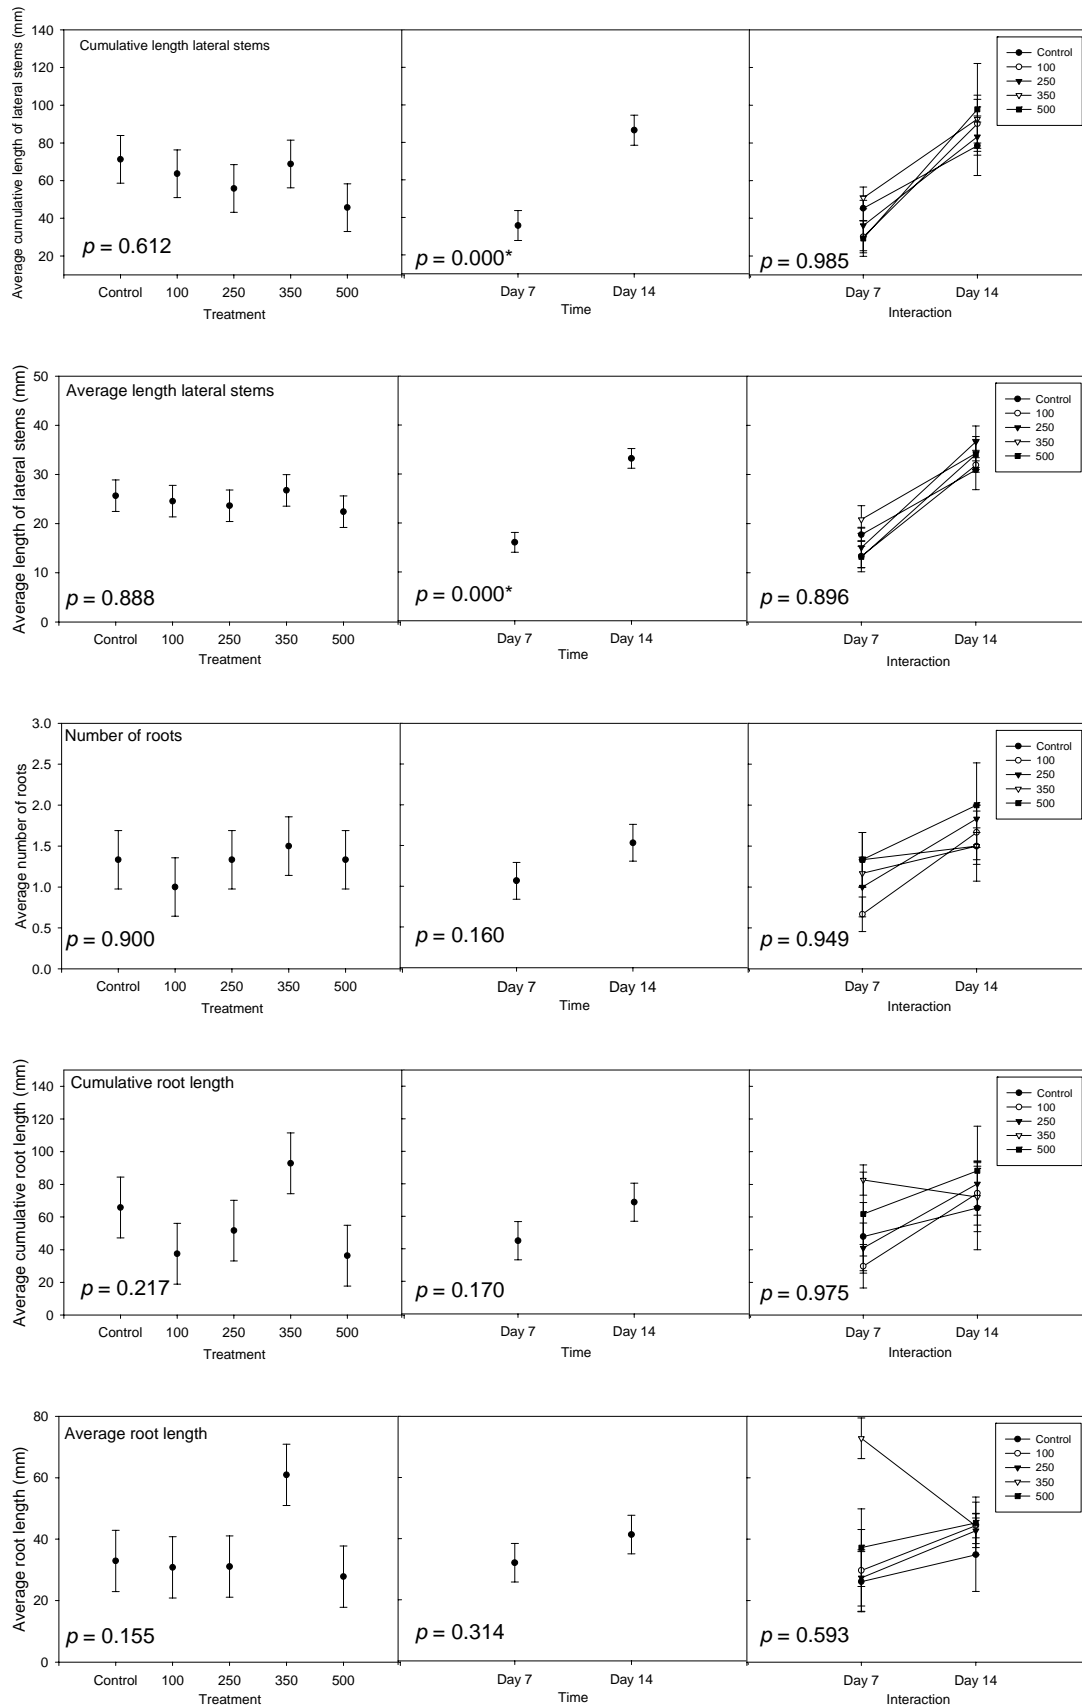 Average cumulative length of lateral stems (mm)
140
120
100
80
60
40
20
Cumulative length lateral stems
p = 0.612
Control 100 250 350 500
Treatment
p = 0.000*
Day 7 Day 14
Time
Control
100
250
350
500
p = 0.985
Day 7 Day 14
Interaction
Average length of lateral stems (mm)
50
40
30
20
10
0
Average length lateral stems
p = 0.888
Control 100 250 350 500
Treatment
p = 0.000*
Day 7 Day 14
Time
Control
100
250
350
500
p = 0.896
Day 7 Day 14
Interaction
Average number of roots
3.0
2.5
2.0
1.5
1.0
0.5
0.0
Number of roots
p = 0.900
Control 100 250 350 500
Treatment
p = 0.160
Day 7 Day 14
Time
Control
100
250
350
500
p = 0.949
Day 7 Day 14
Interaction
Average cumulative root length (mm)
140
120
100
80
60
40
20
0
Cumulative root length
p = 0.217
Control 100 250 350 500
Treatment
p = 0.170
Day 7 Day 14
Time
Control
100
250
350
500
p = 0.975
Day 7 Day 14
Interaction
Average root length (mm)
80
60
40
20
0
Average root length
p = 0.155
Control 100 250 350 500
Treatment
p = 0.314
Day 7 Day 14
Time
Control
100
250
350
500
p = 0.593
Day 7 Day 14
Interaction